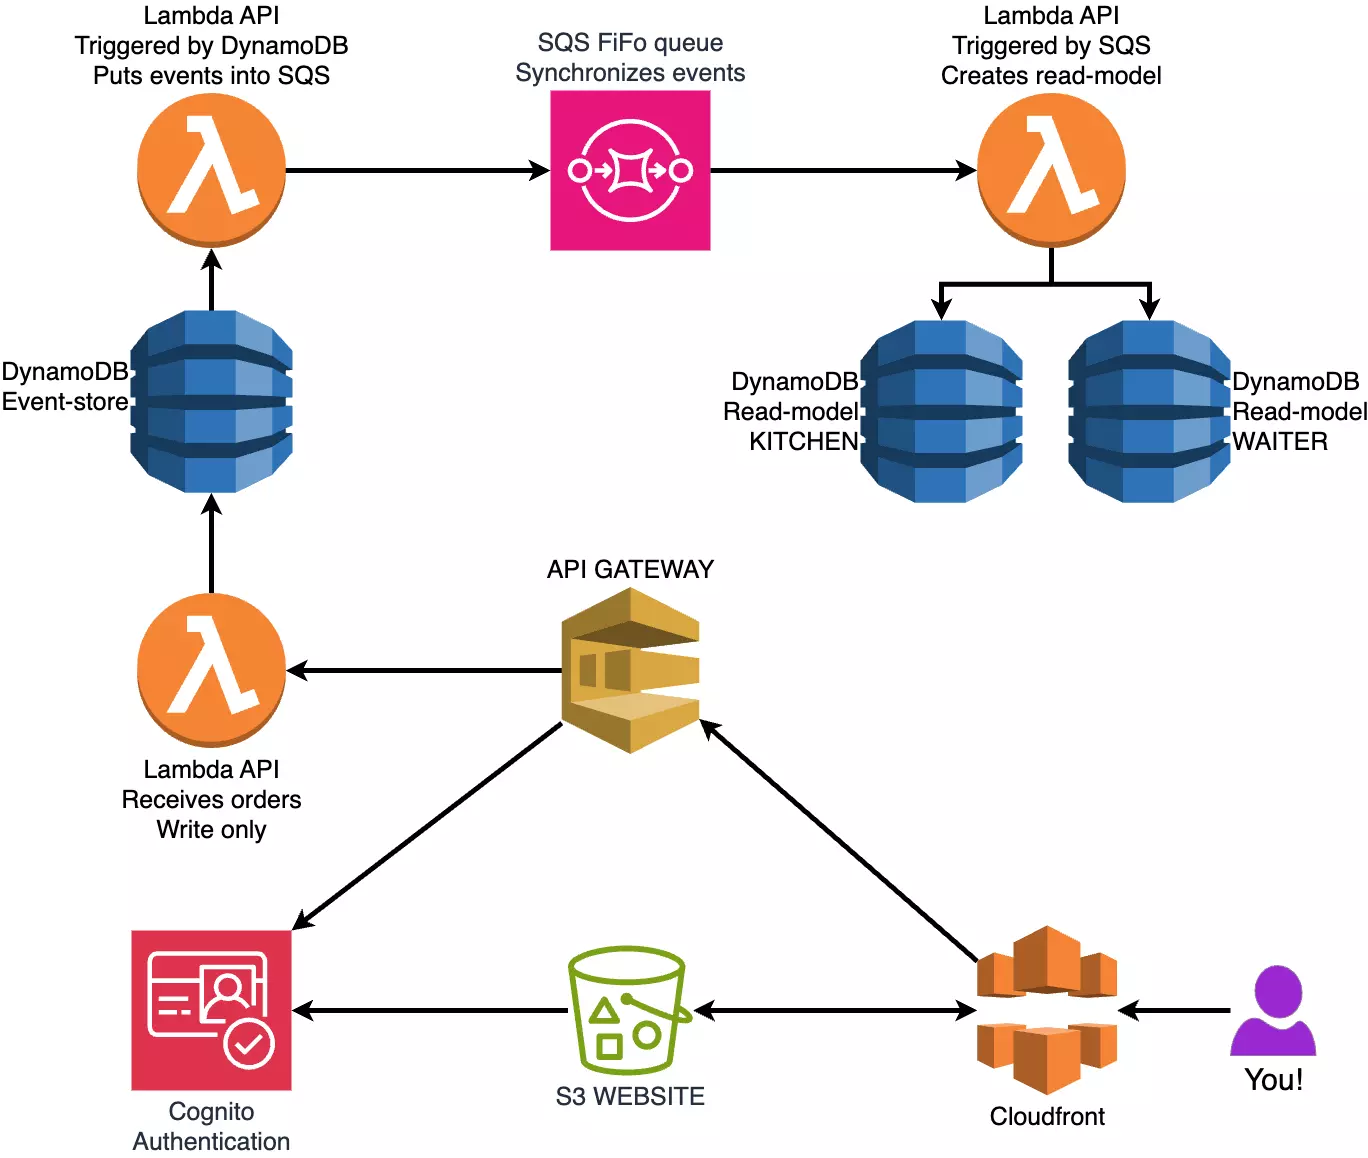 Lambda API
Triggered by DynamoDB
Puts events into SQS
SQS FiFo queue
Synchronizes events
Lambda API
Triggered by SQS
Creates read-model
DynamoDB
Event-store
DynamoDB
Read-model
KITCHEN
DynamoDB
Read-model
WAITER
API GATEWAY
Lambda API
Receives orders
Write only
Cognito
Authentication
S3 WEBSITE
Cloudfront
You!